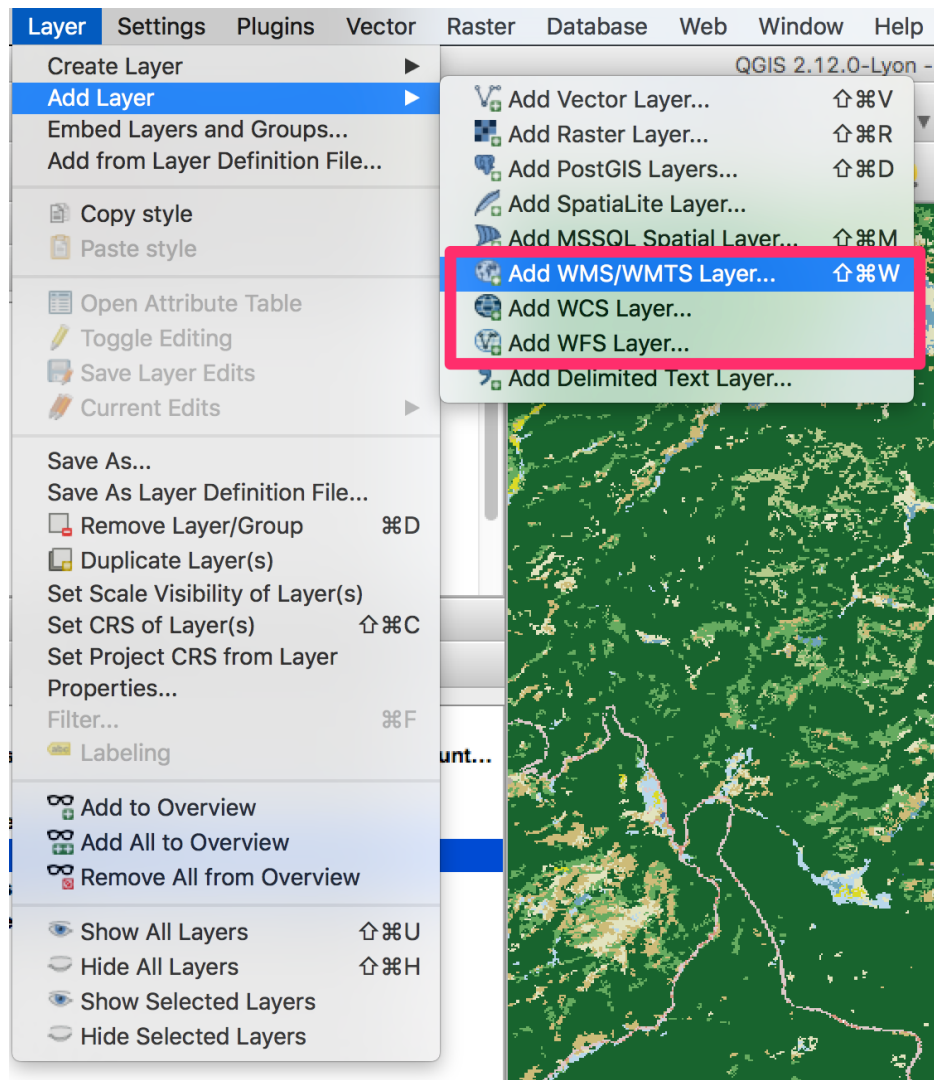 Layer Settings Plugins Vector Raster Database Web Window Help
QGIS 2.12.0-Lyon -
Create Layer ▶
Add Layer ▶
Embed Layers and Groups...
Add from Layer Definition File...
Copy style
Paste style
Open Attribute Table
Toggle Editing
Save Layer Edits
Current Edits ▶
Save As...
Save As Layer Definition File...
Remove Layer/Group ⌘D
Duplicate Layer(s)
Set Scale Visibility of Layer(s)
Set CRS of Layer(s) ⇧⌘C
Set Project CRS from Layer
Properties...
Filter... ⌘F
Labeling
Add to Overview
Add All to Overview
Remove All from Overview
Show All Layers ⇧⌘U
Hide All Layers ⇧⌘H
Show Selected Layers
Hide Selected Layers
Add Vector Layer... ⇧⌘V
Add Raster Layer... ⇧⌘R
Add PostGIS Layers... ⇧⌘D
Add SpatiaLite Layer...
Add MSSQL Spatial Layer... ⇧⌘M
Add WMS/WMTS Layer... ⇧⌘W
Add WCS Layer...
Add WFS Layer...
Add Delimited Text Layer...
unt...